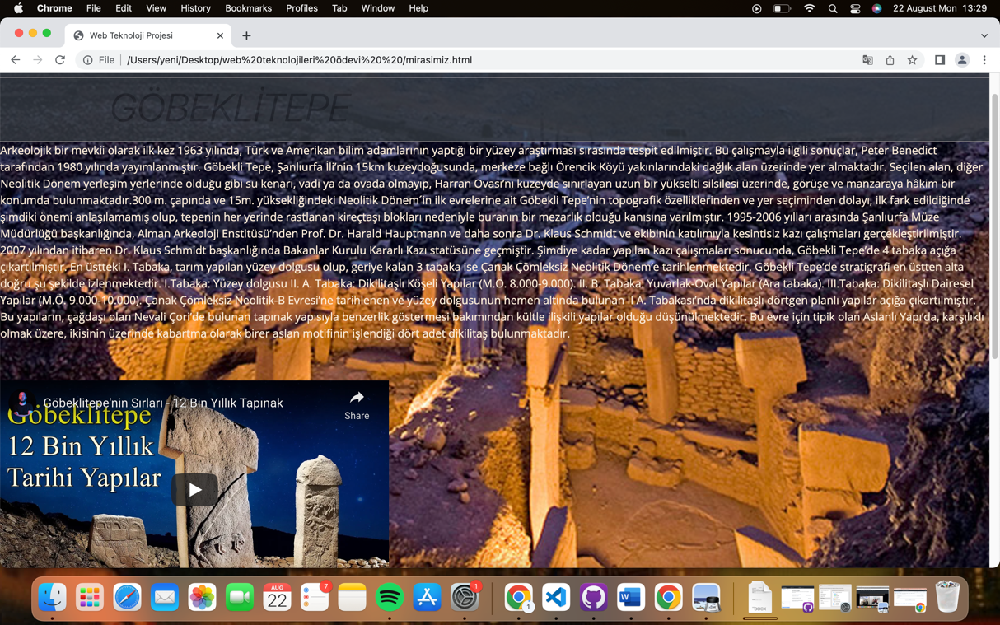 Chrome File Edit View History Bookmarks Profiles Tab Window Help 22 August Mon 13:29
Web Teknoloji Projesi
File /Users/yeni/Desktop/web%20teknolojileri%20ödevi%20%20/mirasimiz.html
GÖBEKLİTEPE
Arkeolojik bir mevkii olarak ilk kez 1963 yılında, Türk ve Amerikan bilim adamlarının yaptığı bir yüzey araştırması sırasında tespit edilmiştir. Bu çalışmayla ilgili sonuçlar, Peter Benedict
tarafından 1980 yılında yayımlanmıştır. Göbekli Tepe, Şanlıurfa İli’nin 15km kuzeydoğusunda, merkeze bağlı Örencik Köyü yakınlarındaki dağlık alan üzerinde yer almaktadır. Seçilen alan, diğer
Neolitik Dönem yerleşim yerlerinde olduğu gibi su kenarı, vadi ya da ovada olmayıp, Harran Ovası’nı kuzeyde sınırlayan uzun bir yükselti silsilesi üzerinde, görüşe ve manzaraya hâkim bir
konumda bulunmaktadır.300 m. çapında ve 15m. yüksekliğindeki Neolitik Dönem’in ilk evrelerine ait Göbekli Tepe’nin topografik özelliklerinden ve yer seçiminden dolayı, ilk fark edildiğinde
şimdiki önemi anlaşılamamış olup, tepenin her yerinde rastlanan kireçtaşı blokları nedeniyle buranın bir mezarlık olduğu kanısına varılmıştır. 1995-2006 yılları arasında Şanlıurfa Müze
Müdürlüğü başkanlığında, Alman Arkeoloji Enstitüsü’nden Prof. Dr. Harald Hauptmann ve daha sonra Dr. Klaus Schmidt ve ekibinin katılımıyla kesintisiz kazı çalışmaları gerçekleştirilmiştir.
2007 yılından itibaren Dr. Klaus Schmidt başkanlığında Bakanlar Kurulu Kararlı Kazı statüsüne geçmiştir. Şimdiye kadar yapılan kazı çalışmaları sonucunda, Göbekli Tepe’de 4 tabaka açığa
çıkartılmıştır. En üstteki I. Tabaka, tarım yapılan yüzey dolgusu olup, geriye kalan 3 tabaka ise Çanak Çömleksiz Neolitik Dönem’e tarihlenmektedir. Göbekli Tepe’de stratigrafi en üstten alta
doğru şu şekilde izlenmektedir. I.Tabaka: Yüzey dolgusu II. A. Tabaka: Dikilitaşlı Köşeli Yapılar (M.Ö. 8.000-9.000). II. B. Tabaka: Yuvarlak-Oval Yapılar (Ara tabaka). III.Tabaka: Dikilitaşlı Dairesel
Yapılar (M.Ö. 9.000-10.000). Çanak Çömleksiz Neolitik-B Evresi’ne tarihlenen ve yüzey dolgusunun hemen altında bulunan II A. Tabakası’nda dikilitaşlı dörtgen planlı yapılar açığa çıkartılmıştır.
Bu yapıların, çağdaşı olan Nevali Çori’de bulunan tapınak yapısıyla benzerlik göstermesi bakımından kültle ilişkili yapılar olduğu düşünülmektedir. Bu evre için tipik olan Aslanlı Yapı’da, karşılıklı
olmak üzere, ikisinin üzerinde kabartma olarak birer aslan motifinin işlendiği dört adet dikilitaş bulunmaktadır.
Göbeklitepe'nin Sırları - 12 Bin Yıllık Tapınak
Share
Göbeklitepe
12 Bin Yıllık
Tarihi Yapılar
AUG
22
7
1
1
W
DOCX